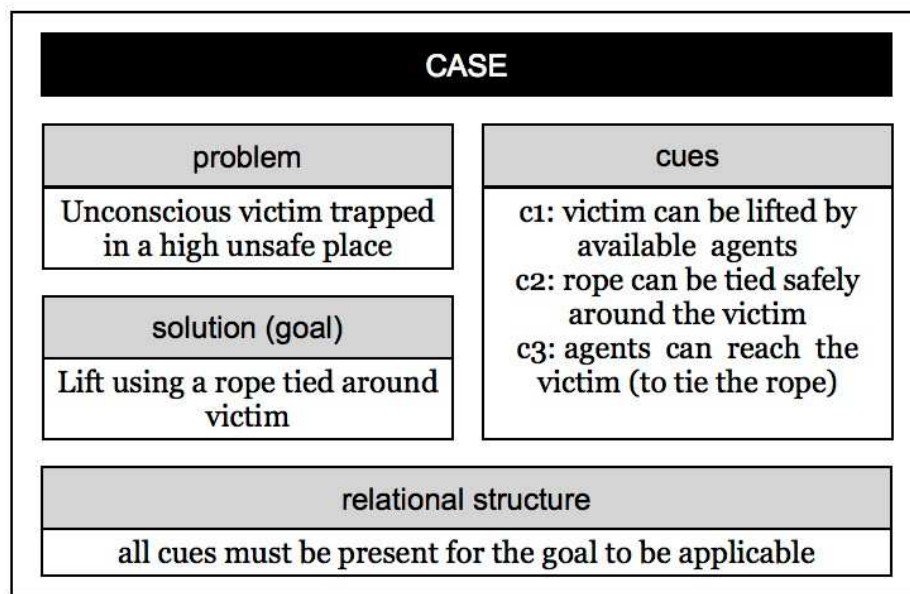 CASE
problem
Unconscious victim trapped
in a high unsafe place
solution (goal)
Lift using a rope tied around
victim
cues
c1: victim can be lifted by
available agents
c2: rope can be tied safely
around the victim
c3: agents can reach the
victim (to tie the rope)
relational structure
all cues must be present for the goal to be applicable